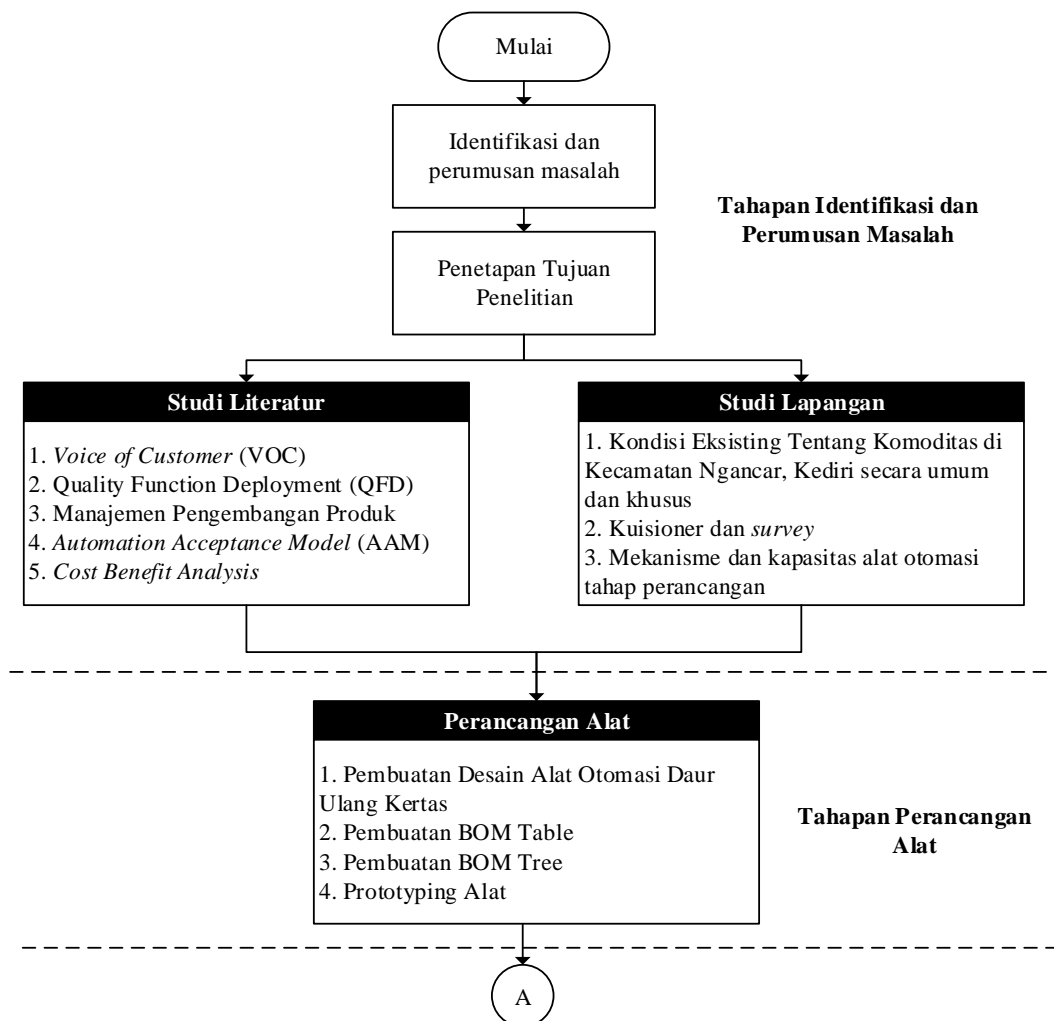 Mulai
Identifikasi dan
perumusan masalah
Tahapan Identifikasi dan
Perumusan Masalah
Penetapan Tujuan
Penelitian
Studi Literatur
1. Voice of Customer (VOC)
2. Quality Function Deployment (QFD)
3. Manajemen Pengembangan Produk
4. Automation Acceptance Model (AAM)
5. Cost Benefit Analysis
Studi Lapangan
1. Kondisi Eksisting Tentang Komoditas di
Kecamatan Ngancar, Kediri secara umum
dan khusus
2. Kuisioner dan survey
3. Mekanisme dan kapasitas alat otomasi
tahap perancangan
Perancangan Alat
1. Pembuatan Desain Alat Otomasi Daur
Ulang Kertas
2. Pembuatan BOM Table
3. Pembuatan BOM Tree
4. Prototyping Alat
Tahapan Perancangan
Alat
A